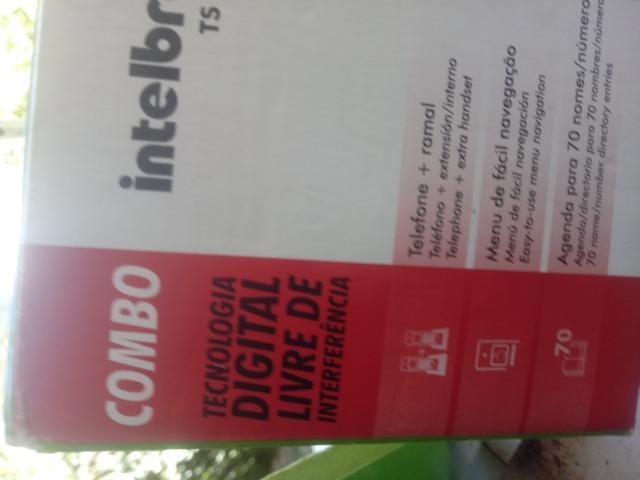 intelbr
TS
COMBO
TECNOLOGIA
DIGITAL
LIVRE DE
INTERFERÊNCIA
Telefone + ramal
Teléfono + extensión/interno
Telephone + extra handset
Menu de fácil navegação
Menú de fácil navegación
Easy-to-use menu navigation
70
Agenda para 70 nomes/número
Agenda/directorio para 70 nombres/número
70 name/number directory entries